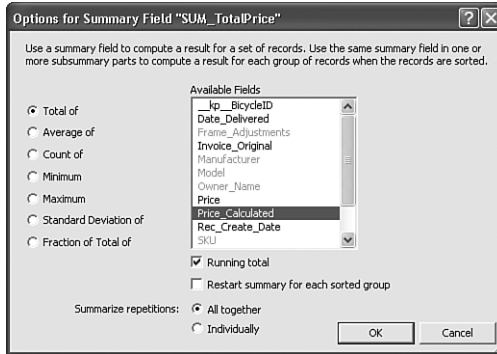 Options for Summary Field "SUM_TotalPrice"
Use a summary field to compute a result for a set of records. Use the same summary field in one or
more subsummary parts to compute a result for each group of records when the records are sorted.
Available Fields
Total of
Average of
Count of
Minimum
Maximum
Standard Deviation of
Fraction of Total of
__kp__BicycleID
Date_Delivered
Frame_Adjustments
Invoice_Original
Manufacturer
Model
Owner_Name
Price
Price_Calculated
Rec_Create_Date
SKU
Running total
Restart summary for each sorted group
Summarize repetitions:
All together
Individually
OK
Cancel